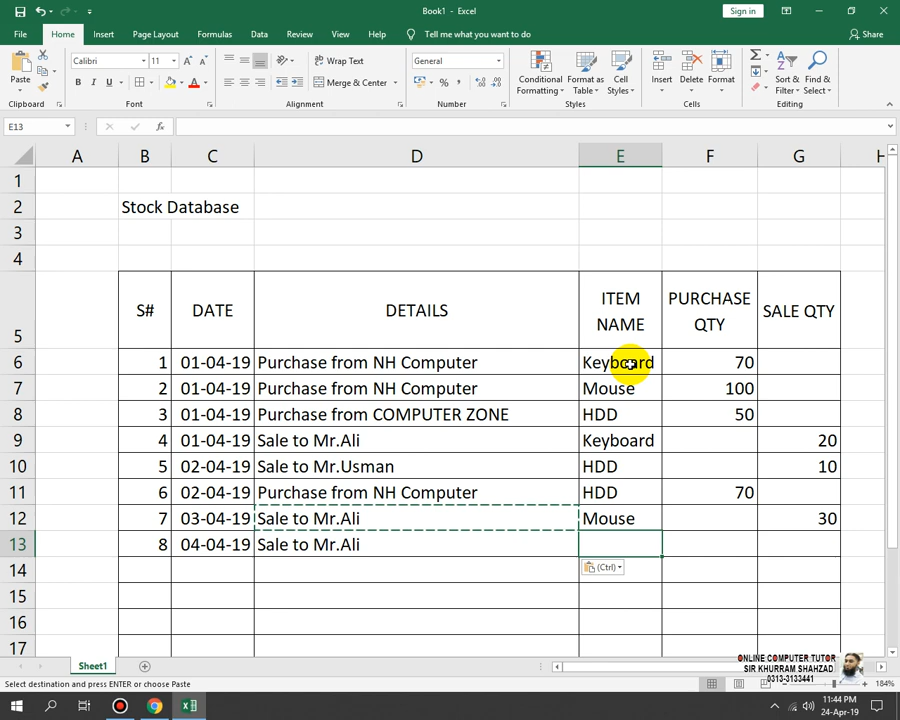 Book1 - Excel
Sign in
File Home Insert Page Layout Formulas Data Review View Help Tell me what you want to do Share
Paste
Calibri 11
B I U
A A
Wrap Text
Merge & Center
General
% ,
Conditional Formatting
Format as Table
Cell Styles
Insert Delete Format
Sort & Filter
Find & Select
Clipboard Font Alignment Number Styles Cells Editing
E13 fx
A B C D E F G H
1
2 Stock Database
3
4
5 S# DATE DETAILS ITEM NAME PURCHASE QTY SALE QTY
6 1 01-04-19 Purchase from NH Computer Keyboard 70
7 2 01-04-19 Purchase from NH Computer Mouse 100
8 3 01-04-19 Purchase from COMPUTER ZONE HDD 50
9 4 01-04-19 Sale to Mr.Ali Keyboard 20
10 5 02-04-19 Sale to Mr.Usman HDD 10
11 6 02-04-19 Purchase from NH Computer HDD 70
12 7 03-04-19 Sale to Mr.Ali Mouse 30
13 8 04-04-19 Sale to Mr.Ali
14 (Ctrl)
15
16
17
Sheet1
ONLINE COMPUTER TUTOR
SIR KHURRAM SHAHZAD
0313-3133441
Select destination and press ENTER or choose Paste
184%
11:44 PM
24-Apr-19